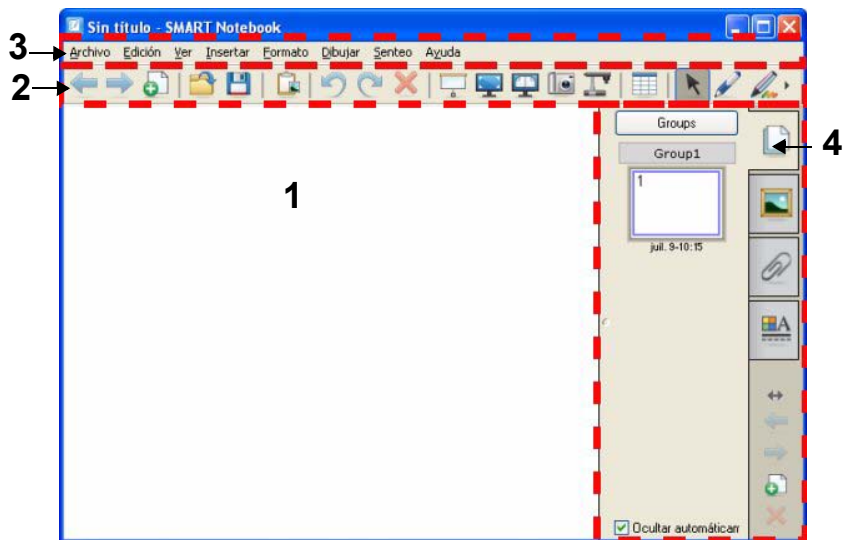 Sin título - SMART Notebook
3
Archivo Edición Ver Insertar Formato Dibujar Senteo Ayuda
2
Groups
4
Group1
1
1
juil. 9-10:15
A
Ocultar automáticam